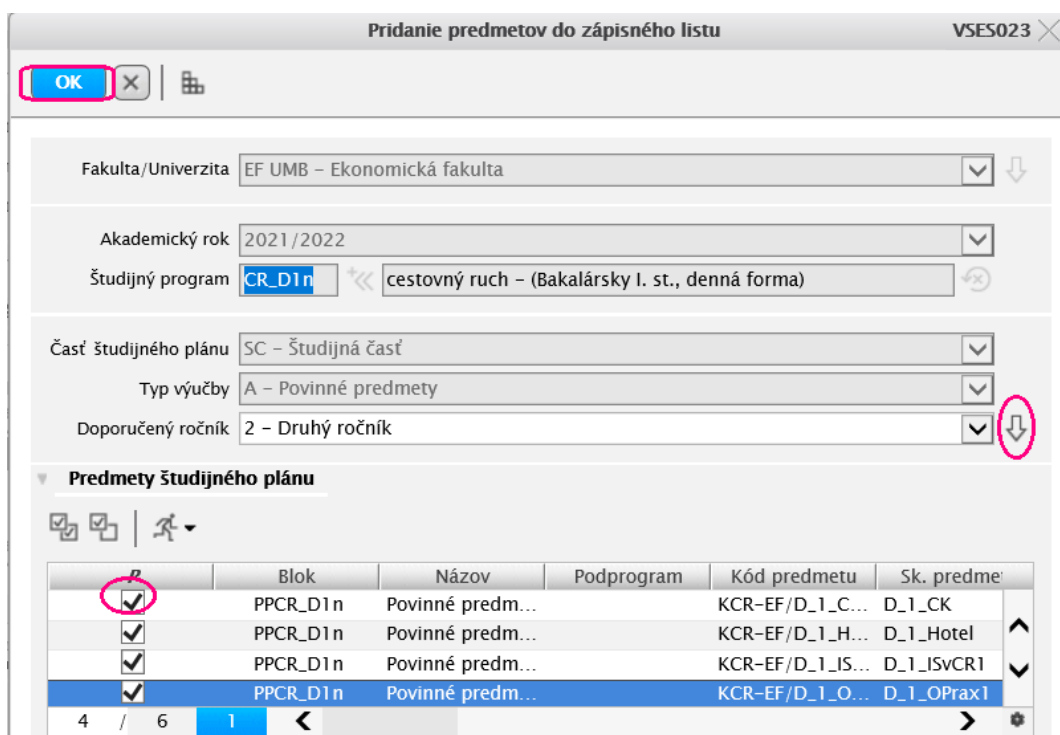 Pridanie predmetov do zápisného listu VSES023
OK
Fakulta/Univerzita EF UMB – Ekonomická fakulta
Akademický rok 2021/2022
Študijný program CR_D1n cestovný ruch – (Bakalársky I. st., denná forma)
Časť študijného plánu SC – Študijná časť
Typ výučby A – Povinné predmety
Doporučený ročník 2 – Druhý ročník
Predmety študijného plánu
Blok Názov Podprogram Kód predmetu Sk. predmet
PPCR_D1n Povinné predm... KCR-EF/D_1_C... D_1_CK
PPCR_D1n Povinné predm... KCR-EF/D_1_H... D_1_Hotel
PPCR_D1n Povinné predm... KCR-EF/D_1_IS... D_1_ISvCR1
PPCR_D1n Povinné predm... KCR-EF/D_1_O... D_1_OPrax1
4 / 6 1